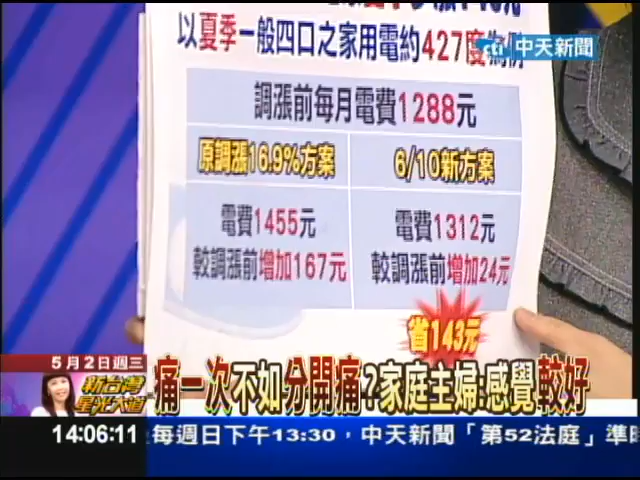 以夏季一般四口之家用電約427度為例
中天新聞
調漲前每月電費1288元
原調漲16.9%方案
6/10新方案
電費1455元
較調漲前增加167元
電費1312元
較調漲前增加24元
省143元
5月2日週三
新台灣
星光大道
痛一次不如分開痛?家庭主婦:感覺較好
14:06:11
每週日下午13:30,中天新聞「第52法庭」準時